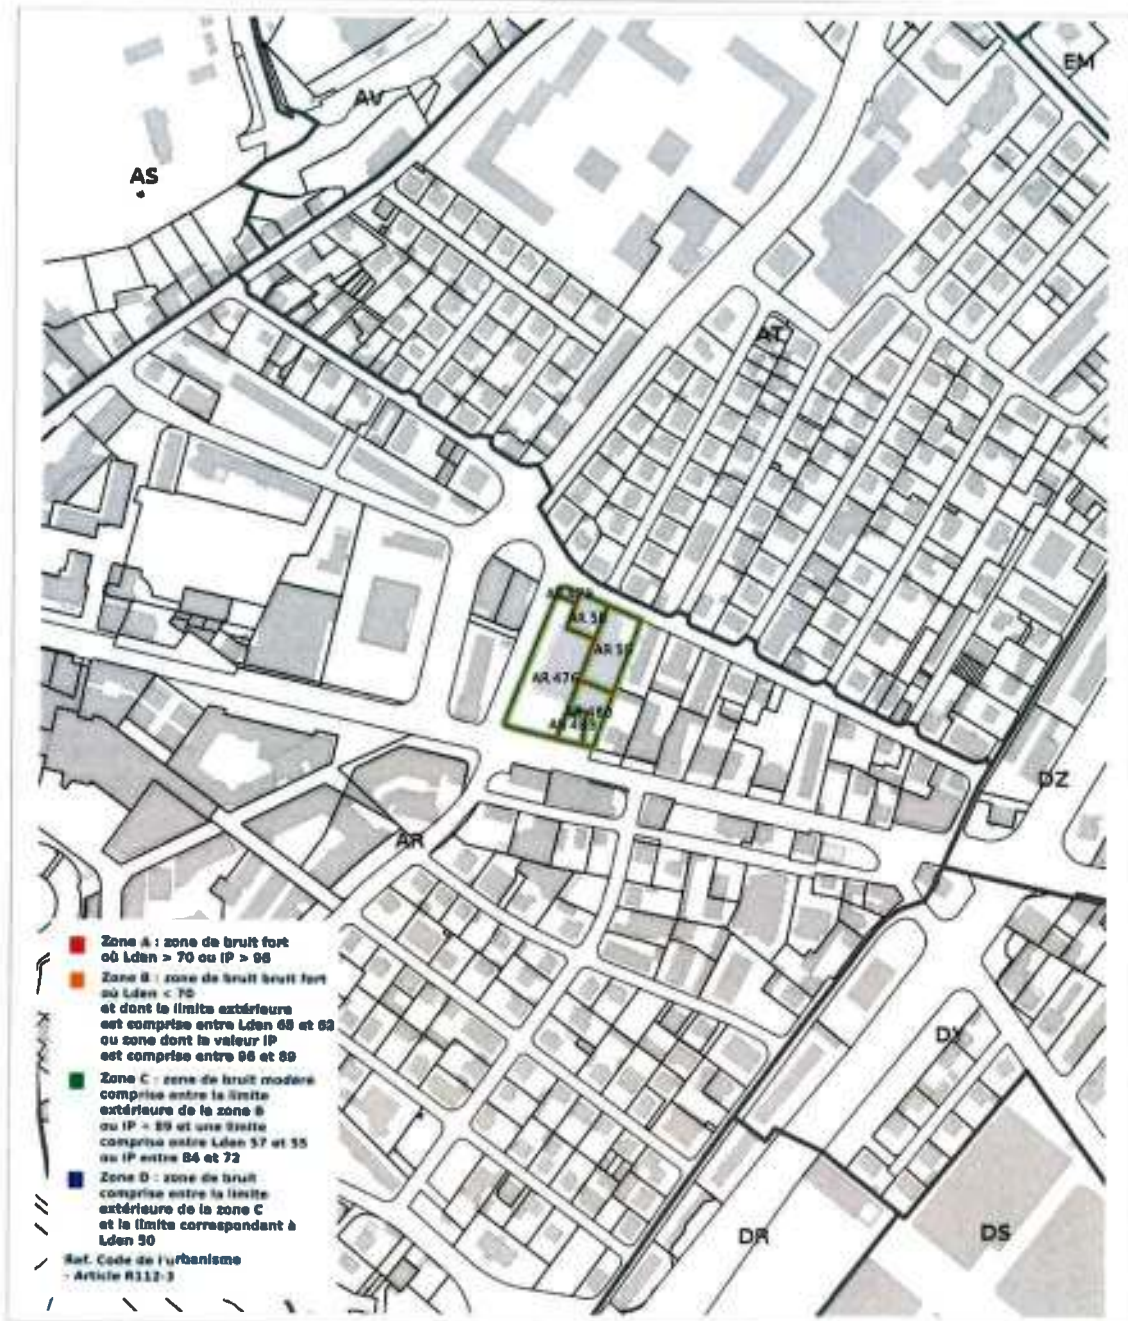 EM
AV
AS
AT
AR 5
AR 5
AR 476
AR 4
DZ
AR
Zone A : zone de bruit fort
où Lden > 70 ou IP > 96
Zone B : zone de bruit bruit fort
où Lden < 70
et dont la limite extérieure
est comprise entre Lden 65 et 62
ou zone dont la valeur IP
est comprise entre 96 et 89
Zone C : zone de bruit modéré
comprise entre la limite
extérieure de la zone B
ou IP = 89 et une limite
comprise entre Lden 57 et 55
ou IP entre 84 et 72
Zone D : zone de bruit
comprise entre la limite
extérieure de la zone C
et la limite correspondant à
Lden 50
Ref. Code de l'urbanisme
- Article R112-3
DY
DR
DS